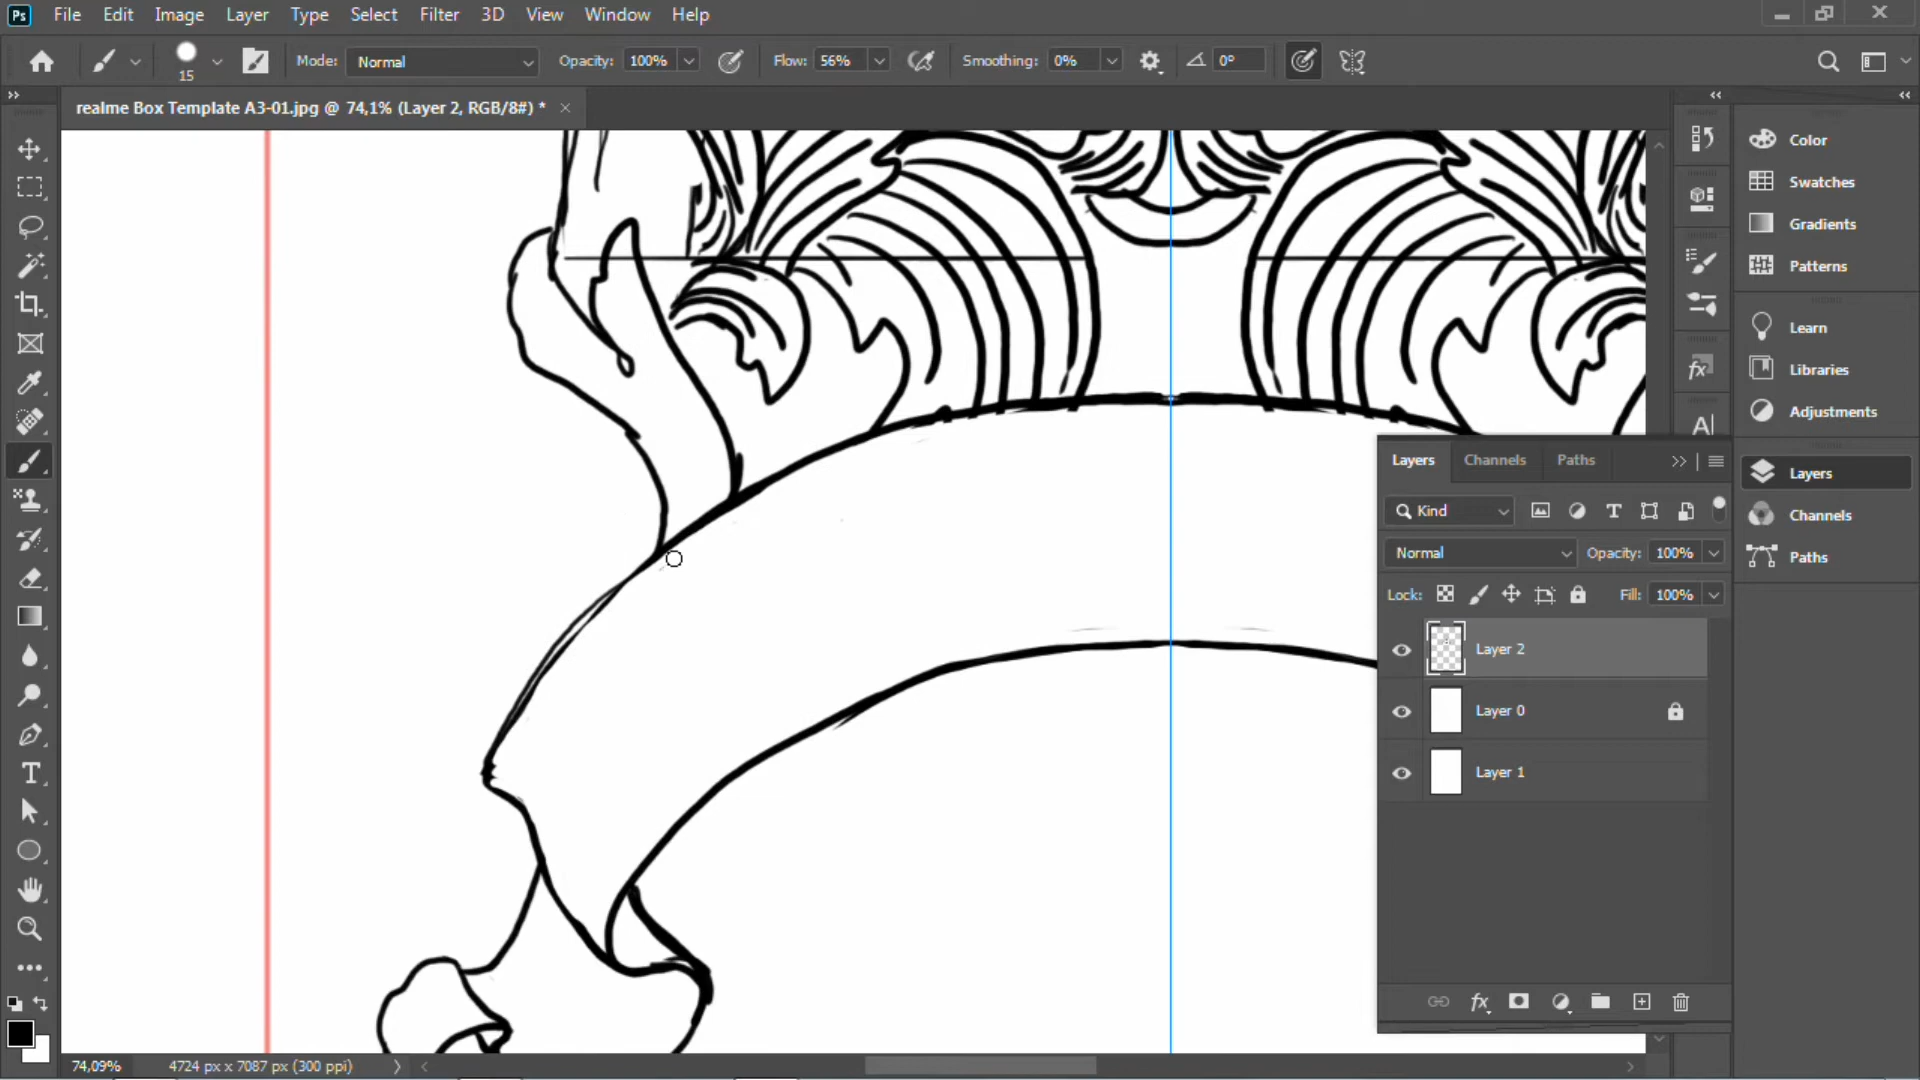 Ps File Edit Image Layer Type Select Filter 3D View Window Help
15 Mode: Normal Opacity: 100% Flow: 56% Smoothing: 0% 0°
realme Box Template A3-01.jpg @ 74,1% (Layer 2, RGB/8#) *
Color
Swatches
Gradients
Patterns
Learn
Libraries
Adjustments
Layers
Channels
Paths
Layers Channels Paths
Kind
Normal Opacity: 100%
Lock: Fill: 100%
Layer 2
Layer 0
Layer 1
fx
74,09% 4724 px x 7087 px (300 ppi)